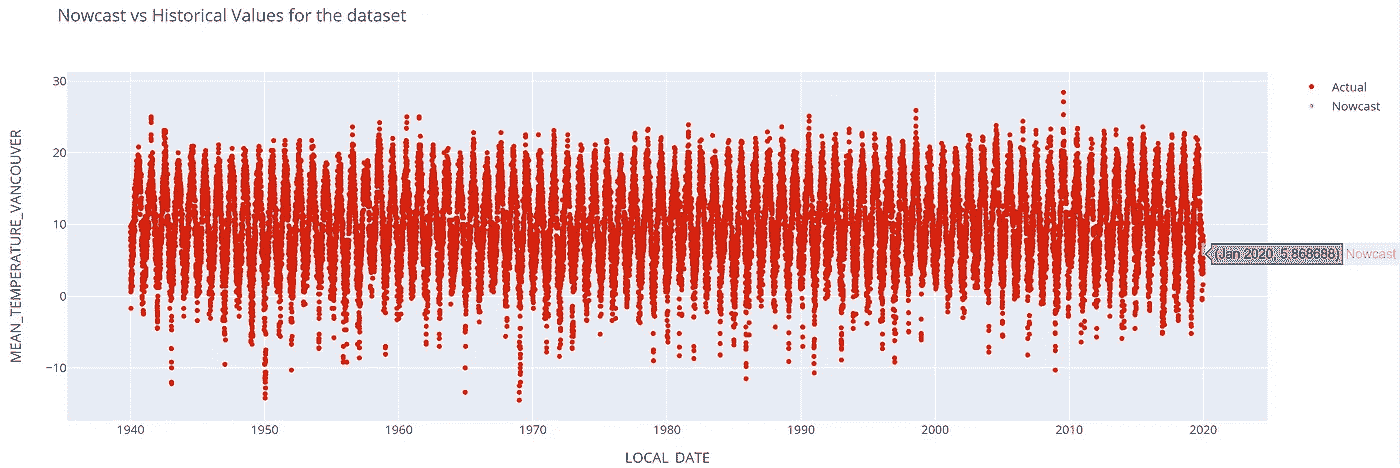 Nowcast vs Historical Values for the dataset
30
20
10
0
−10
MEAN_TEMPERATURE_VANCOUVER
1940 1950 1960 1970 1980 1990 2000 2010 2020
LOCAL_DATE
Actual
Nowcast
(Jan 2020, 5.868688) Nowcast